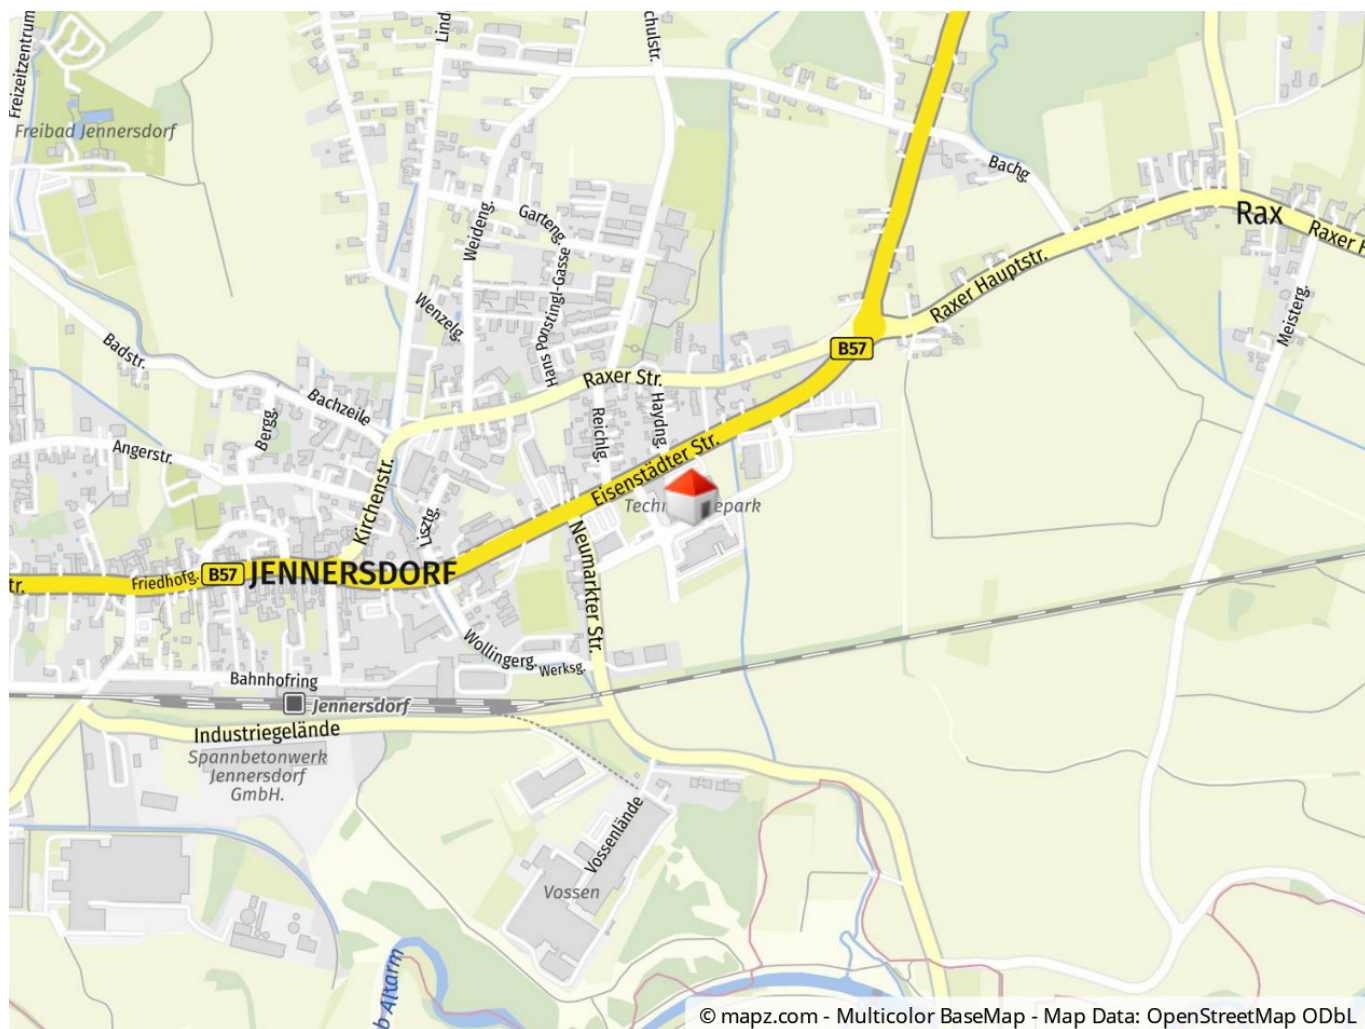 Freizeitzentrum
Freibad Jennersdorf
Lind
chulstr.
Bachg.
Rax
Raxer H
Raxer Hauptstr.
Meisterg.
Garteng.
Weideng.
Hans Ponstingl-Gasse
Wenzelg.
Badstr.
Bachzeile
Bergg.
Angerstr.
Raxer Str.
Reichlg.
Haydng.
B57
Eisenstädter Str.
Kirchenstr.
Lisztg.
Techn
epark
Neumarkter Str.
tr.
Friedhofg.
B57
JENNERSDORF
Wollingerg.
Werksg.
Bahnhofring
Jennersdorf
Industriegelände
Spannbetonwerk
Jennersdorf
GmbH.
Vossenlände
Vossen
b Altarm
© mapz.com - Multicolor BaseMap - Map Data: OpenStreetMap ODbL